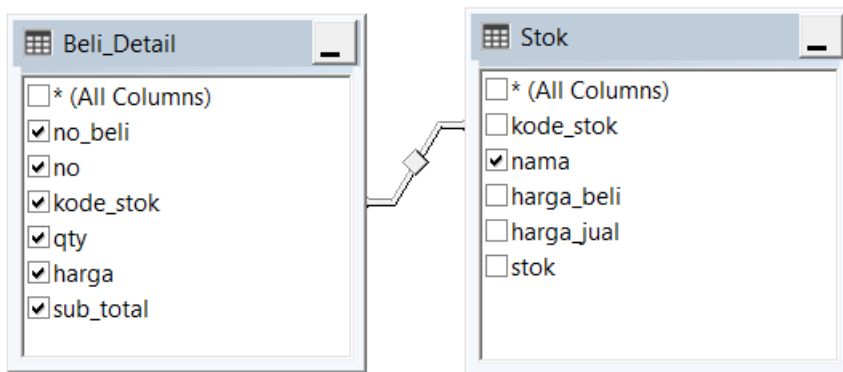 Beli_Detail
* (All Columns)
no_beli
no
kode_stok
qty
harga
sub_total
Stok
* (All Columns)
kode_stok
nama
harga_beli
harga_jual
stok